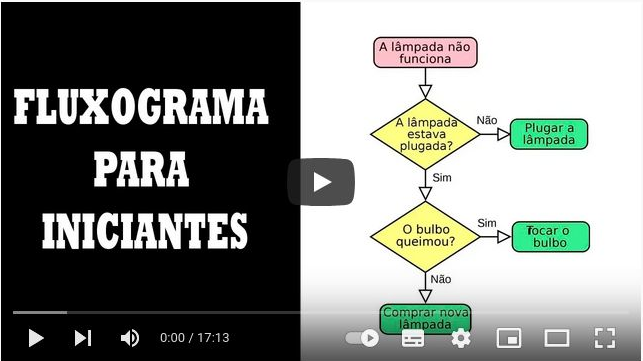 FLUXOGRAMA
PARA
INICIANTES
A lâmpada não
funciona
A lâmpada
estava
plugada?
Não
Plugar a
lâmpada
Sim
O bulbo
queimou?
Sim
Tocar o
bulbo
Não
Comprar nova
lâmpada
0:00 / 17:13